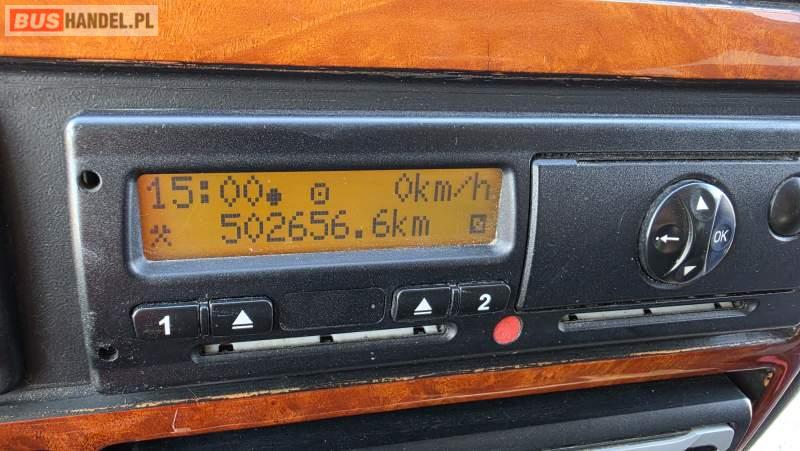 BUSHANDEL.PL
15:00 0km/h
502656.6km
1 2
OK